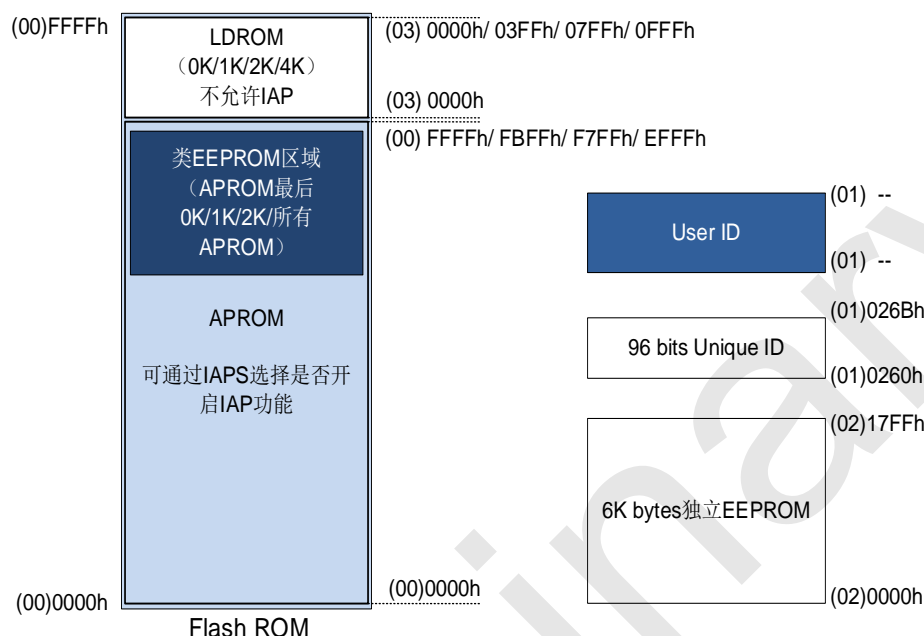 (00)FFFFh
LDROM
（0K/1K/2K/4K）
不允许IAP
(03) 0000h/ 03FFh/ 07FFh/ 0FFFh
(03) 0000h
(00) FFFFh/ FBFFh/ F7FFh/ EFFFh
类EEPROM区域
（APROM最后
0K/1K/2K/所有
APROM）
APROM
可通过IAPS选择是否开
启IAP功能
(00)0000h
(00)0000h
Flash ROM
(01) --
User ID
(01) --
(01)026Bh
96 bits Unique ID
(01)0260h
(02)17FFh
6K bytes独立EEPROM
(02)0000h
inary